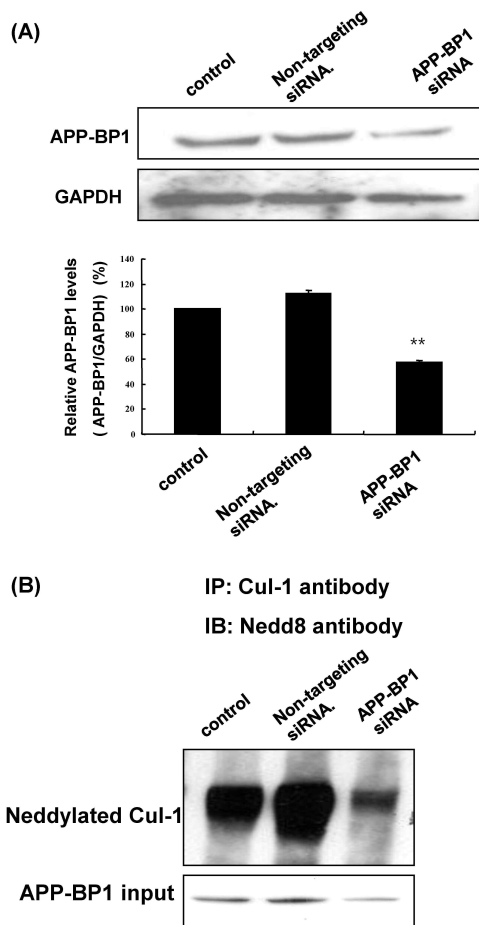 (A)
control
Non-targeting
siRNA.
APP-BP1
siRNA
APP-BP1
GAPDH
Relative APP-BP1 levels
( APP-BP1/GAPDH) (%)
140
120
100
80
60
40
20
0
**
control
Non-targeting
siRNA.
APP-BP1
siRNA
(B)
IP: Cul-1 antibody
IB: Nedd8 antibody
control
Non-targeting
siRNA.
APP-BP1
siRNA
Neddylated Cul-1
APP-BP1 input